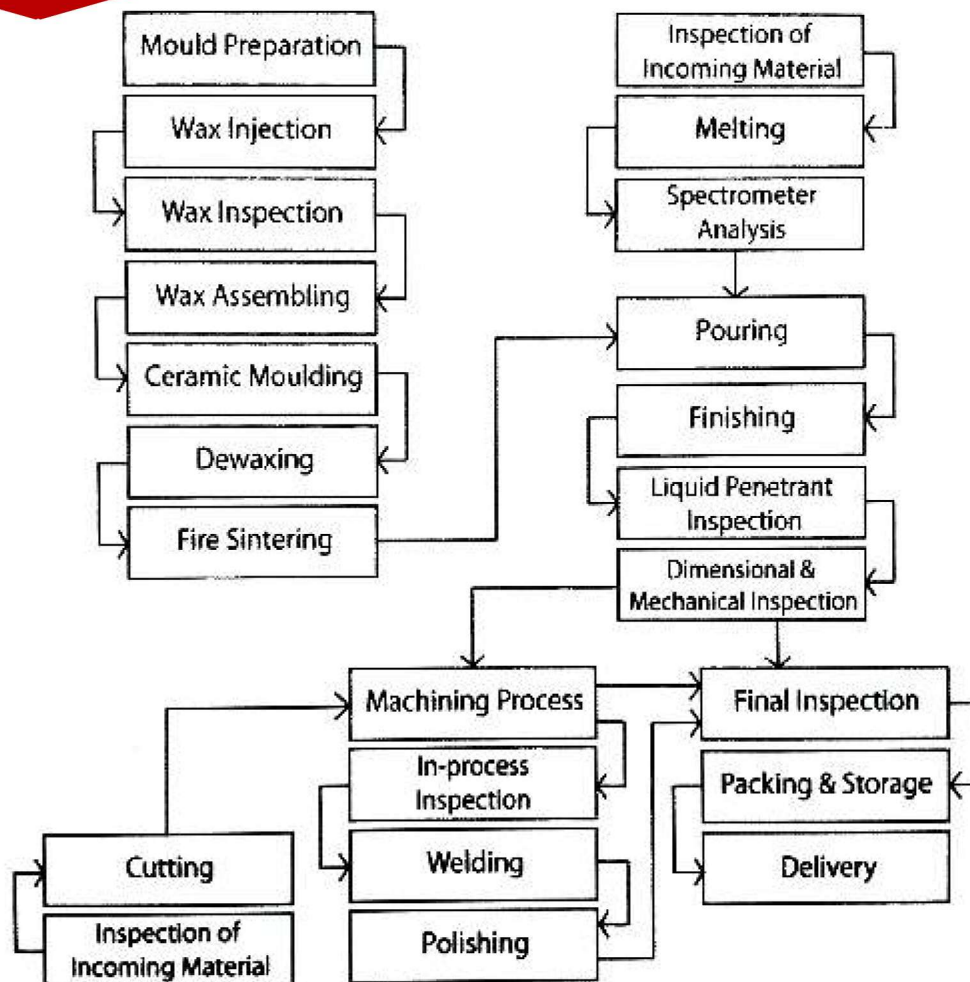 Mould Preparation
Wax Injection
Wax Inspection
Wax Assembling
Ceramic Moulding
Dewaxing
Fire Sintering
Inspection of
Incoming Material
Melting
Spectrometer
Analysis
Pouring
Finishing
Liquid Penetrant
Inspection
Dimensional &
Mechanical Inspection
Machining Process
In-process
Inspection
Welding
Polishing
Final Inspection
Packing & Storage
Delivery
Cutting
Inspection of
Incoming Material